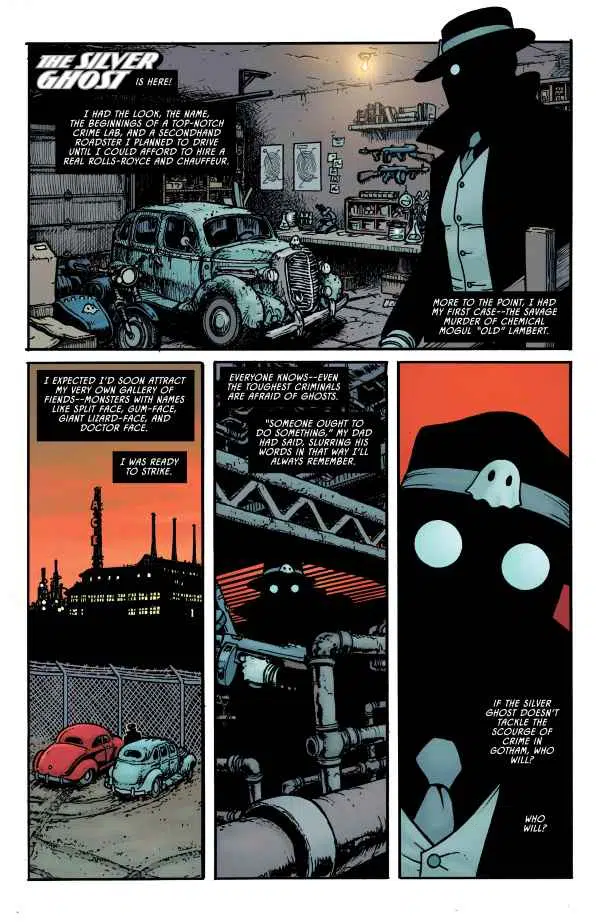 THE SILVER
GHOST IS HERE!
I HAD THE LOOK, THE NAME,
THE BEGINNINGS OF A TOP-NOTCH
CRIME LAB, AND A SECONDHAND
ROADSTER I PLANNED TO DRIVE
UNTIL I COULD AFFORD TO HIRE A
REAL ROLLS-ROYCE AND CHAUFFEUR.
MORE TO THE POINT, I HAD
MY FIRST CASE--THE SAVAGE
MURDER OF CHEMICAL
MOGUL "OLD" LAMBERT.
I EXPECTED I'D SOON ATTRACT
MY VERY OWN GALLERY OF
FIENDS--MONSTERS WITH NAMES
LIKE SPLIT FACE, GUM-FACE,
GIANT LIZARD-FACE, AND
DOCTOR FACE.
I WAS READY
TO STRIKE.
ACE
EVERYONE KNOWS--EVEN
THE TOUGHEST CRIMINALS
ARE AFRAID OF GHOSTS.
"SOMEONE OUGHT TO
DO SOMETHING," MY DAD
HAD SAID, SLURRING HIS
WORDS IN THAT WAY I'LL
ALWAYS REMEMBER.
IF THE SILVER
GHOST DOESN'T
TACKLE THE
SCOURGE OF
CRIME IN
GOTHAM, WHO
WILL?
WHO
WILL?